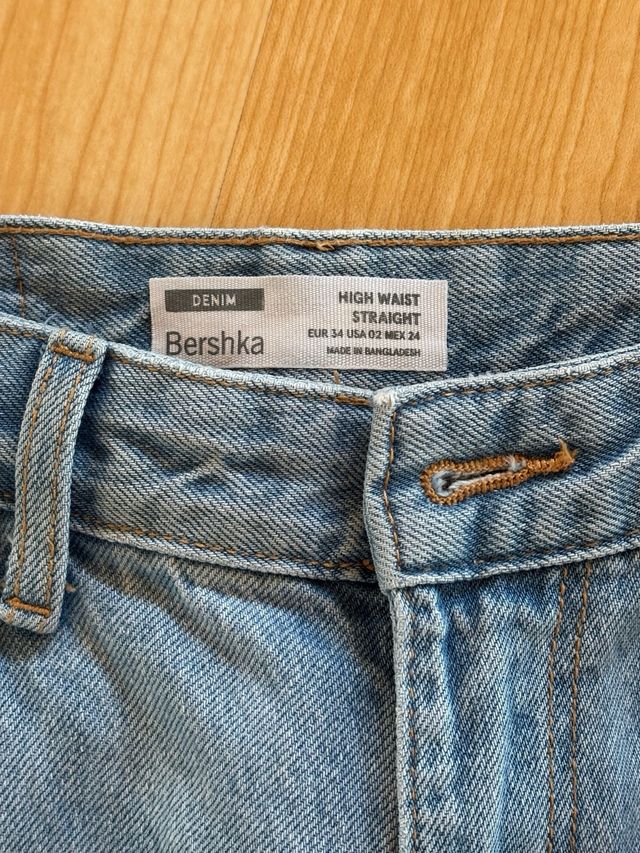 DENIM
Bershka
HIGH WAIST
STRAIGHT
EUR 34 USA 02 MEX 24
MADE IN BANGLADESH